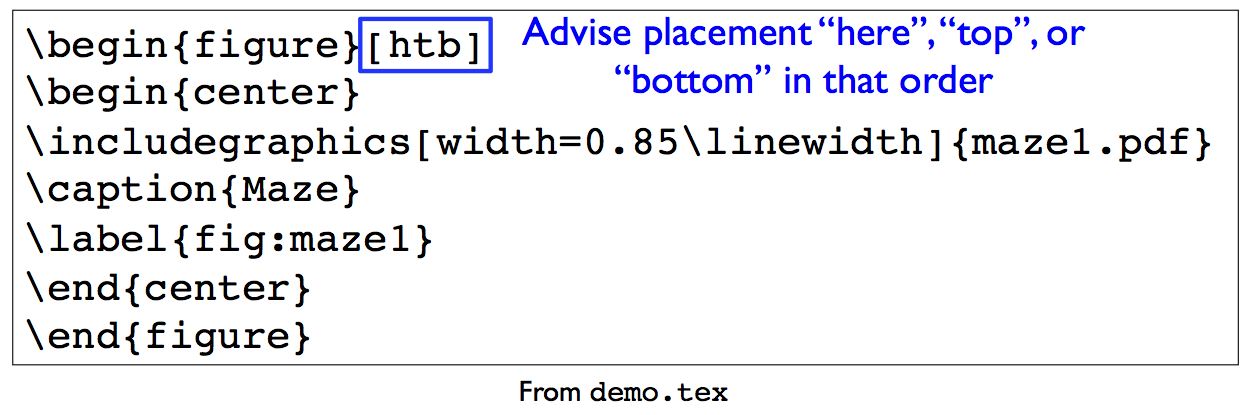 \begin{figure}[htb]
Advise placement “here”, “top”, or
“bottom” in that order
\begin{center}
\includegraphics[width=0.85\linewidth]{maze1.pdf}
\caption{Maze}
\label{fig:maze1}
\end{center}
\end{figure}
From demo.tex